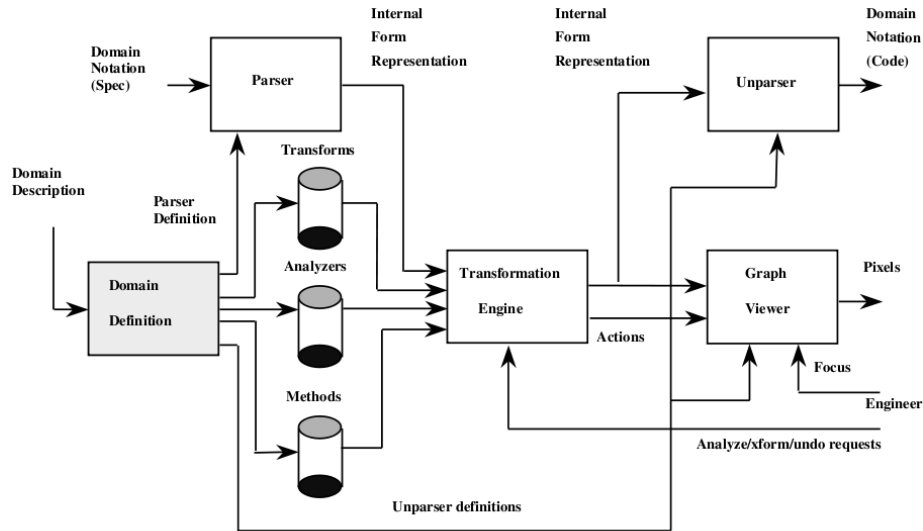 Internal
Form
Representation
Internal
Form
Representation
Domain
Notation
(Code)
Domain
Notation
(Spec)
Parser
Unparser
Transforms
Domain
Description
Parser
Definition
Analyzers
Domain
Definition
Transformation
Engine
Graph
Viewer
Pixels
Actions
Focus
Methods
Engineer
Analyze/xform/undo requests
Unparser definitions